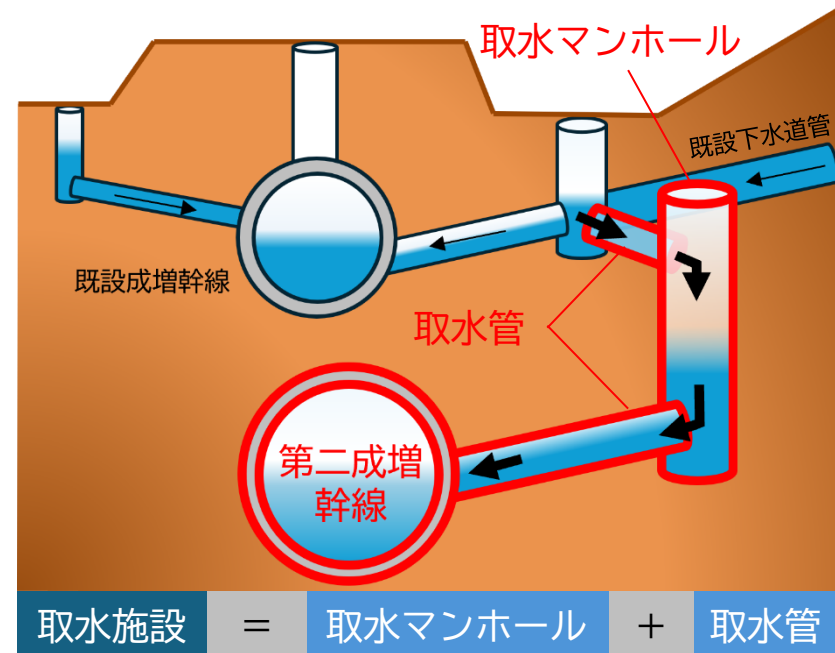 取水マンホール
既設下水道管
既設成増幹線
取水管
第二成増
幹線
取水施設 = 取水マンホール + 取水管